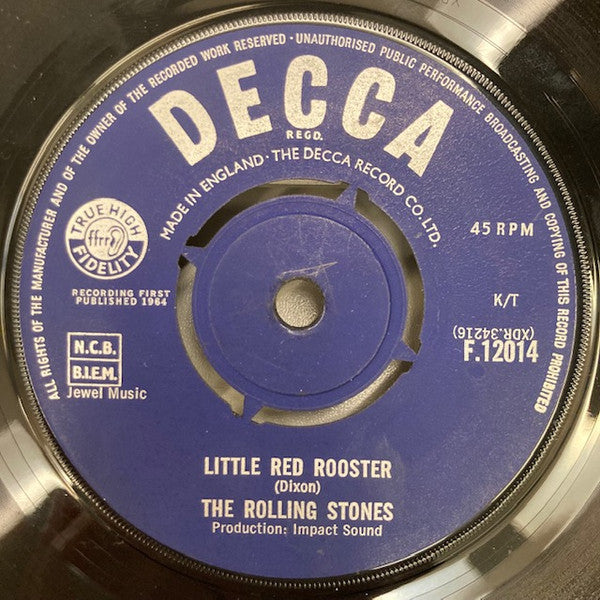 ALL RIGHTS OF THE MANUFACTURER AND OF THE OWNER OF THE RECORDED WORK RESERVED · UNAUTHORISED PUBLIC PERFORMANCE BROADCASTING AND COPYING OF THIS RECORD PROHIBITED
DECCA
REGD.
MADE IN ENGLAND · THE DECCA RECORD CO. LTD.
TRUE HIGH
ffrr
FIDELITY
45 RPM
RECORDING FIRST
PUBLISHED 1964
K/T
(XDR.34216)
F.12014
N.C.B.
B.I.E.M.
Jewel Music
LITTLE RED ROOSTER
(Dixon)
THE ROLLING STONES
Production: Impact Sound